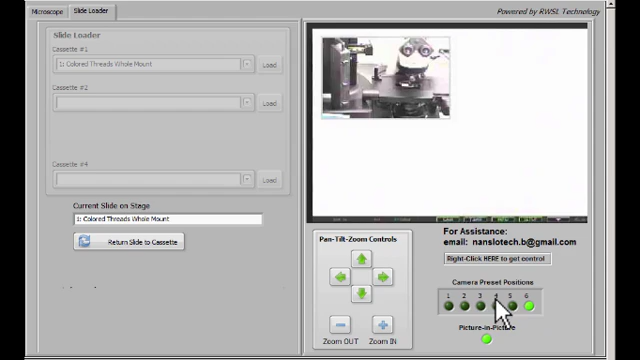 Microscope
Slide Loader
Powered by RWSL Technology
Slide Loader
Cassette #1
1: Colored Threads Whole Mount
Load
Cassette #2
Load
Cassette #4
Load
Current Slide on Stage
1: Colored Threads Whole Mount
Return Slide to Cassette
Pan-Tilt-Zoom Controls
Zoom OUT
Zoom IN
For Assistance:
email: nanslotech.b@gmail.com
Right-Click HERE to get control
Camera Preset Positions
1 2 3 4 5 6
Picture-in-Picture